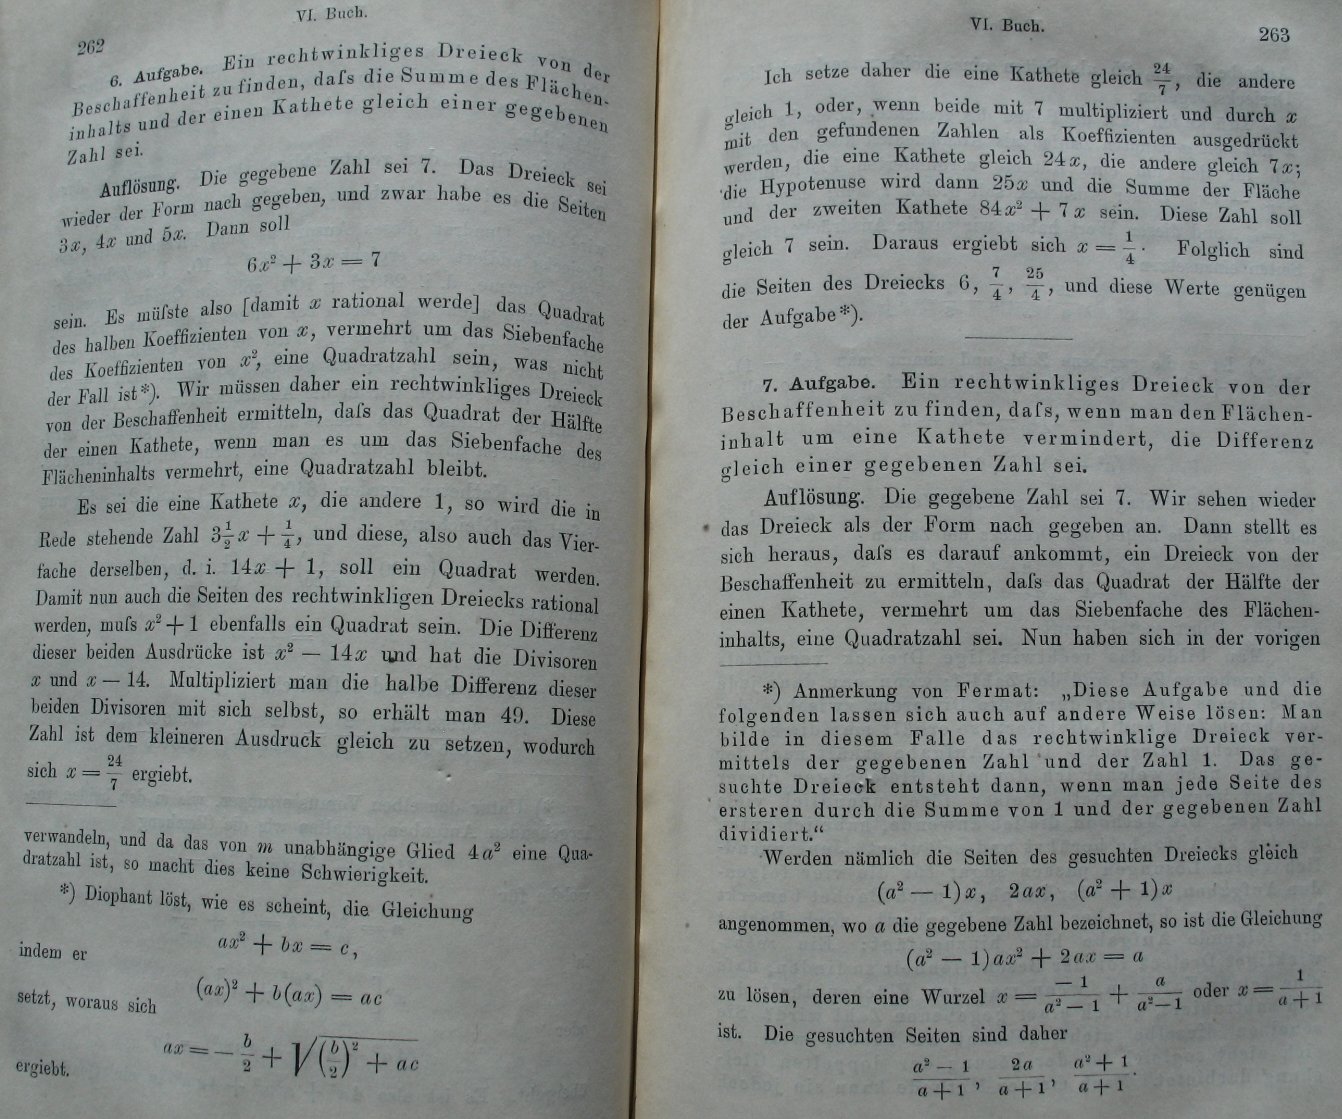 VI. Buch.
262
6. Aufgabe. Ein rechtwinkliges Dreieck von der
Beschaffenheit zu finden, daſs die Summe des Flächen-
inhalts und der einen Kathete gleich einer gegebenen
Zahl sei.
Auflösung. Die gegebene Zahl sei 7. Das Dreieck sei
wieder der Form nach gegeben, und zwar habe es die Seiten
3x, 4x und 5x. Dann soll
6x² + 3x = 7
sein. Es müſste also [damit x rational werde] das Quadrat
des halben Koeffizienten von x, vermehrt um das Siebenfache
des Koeffizienten von x², eine Quadratzahl sein, was nicht
der Fall ist*). Wir müssen daher ein rechtwinkliges Dreieck
von der Beschaffenheit ermitteln, daſs das Quadrat der Hälfte
der einen Kathete, wenn man es um das Siebenfache des
Flächeninhalts vermehrt, eine Quadratzahl bleibt.
Es sei die eine Kathete x, die andere 1, so wird die in
Rede stehende Zahl 3 1/2 x + 1/4, und diese, also auch das Vier-
fache derselben, d. i. 14x + 1, soll ein Quadrat werden.
Damit nun auch die Seiten des rechtwinkligen Dreiecks rational
werden, muſs x² + 1 ebenfalls ein Quadrat sein. Die Differenz
dieser beiden Ausdrücke ist x² — 14x und hat die Divisoren
x und x — 14. Multipliziert man die halbe Differenz dieser
beiden Divisoren mit sich selbst, so erhält man 49. Diese
Zahl ist dem kleineren Ausdruck gleich zu setzen, wodurch
sich x = 24/7 ergiebt.
verwandeln, und da das von m unabhängige Glied 4a² eine Qua-
dratzahl ist, so macht dies keine Schwierigkeit.
*) Diophant löst, wie es scheint, die Gleichung
ax² + bx = c,
indem er
(ax)² + b(ax) = ac
setzt, woraus sich
ax = — b/2 + √((b/2)² + ac)
ergiebt.
VI. Buch.
263
Ich setze daher die eine Kathete gleich 24/7, die andere
gleich 1, oder, wenn beide mit 7 multipliziert und durch x
mit den gefundenen Zahlen als Koeffizienten ausgedrückt
werden, die eine Kathete gleich 24x, die andere gleich 7x;
die Hypotenuse wird dann 25x und die Summe der Fläche
und der zweiten Kathete 84x² + 7x sein. Diese Zahl soll
gleich 7 sein. Daraus ergiebt sich x = 1/4. Folglich sind
die Seiten des Dreiecks 6, 7/4, 25/4, und diese Werte genügen
der Aufgabe*).
7. Aufgabe. Ein rechtwinkliges Dreieck von der
Beschaffenheit zu finden, daſs, wenn man den Flächen-
inhalt um eine Kathete vermindert, die Differenz
gleich einer gegebenen Zahl sei.
Auflösung. Die gegebene Zahl sei 7. Wir sehen wieder
das Dreieck als der Form nach gegeben an. Dann stellt es
sich heraus, daſs es darauf ankommt, ein Dreieck von der
Beschaffenheit zu ermitteln, daſs das Quadrat der Hälfte der
einen Kathete, vermehrt um das Siebenfache des Flächen-
inhalts, eine Quadratzahl sei. Nun haben sich in der vorigen
*) Anmerkung von Fermat: „Diese Aufgabe und die
folgenden lassen sich auch auf andere Weise lösen: Man
bilde in diesem Falle das rechtwinklige Dreieck ver-
mittels der gegebenen Zahl und der Zahl 1. Das ge-
suchte Dreieck entsteht dann, wenn man jede Seite des
ersteren durch die Summe von 1 und der gegebenen Zahl
dividiert.“
Werden nämlich die Seiten des gesuchten Dreiecks gleich
(a² — 1)x, 2ax, (a² + 1)x
angenommen, wo a die gegebene Zahl bezeichnet, so ist die Gleichung
(a² — 1)ax² + 2ax = a
zu lösen, deren eine Wurzel x = —1/(a² — 1) + a/(a² — 1) oder x = 1/(a + 1)
ist. Die gesuchten Seiten sind daher
(a² — 1)/(a + 1), 2a/(a + 1), (a² + 1)/(a + 1).